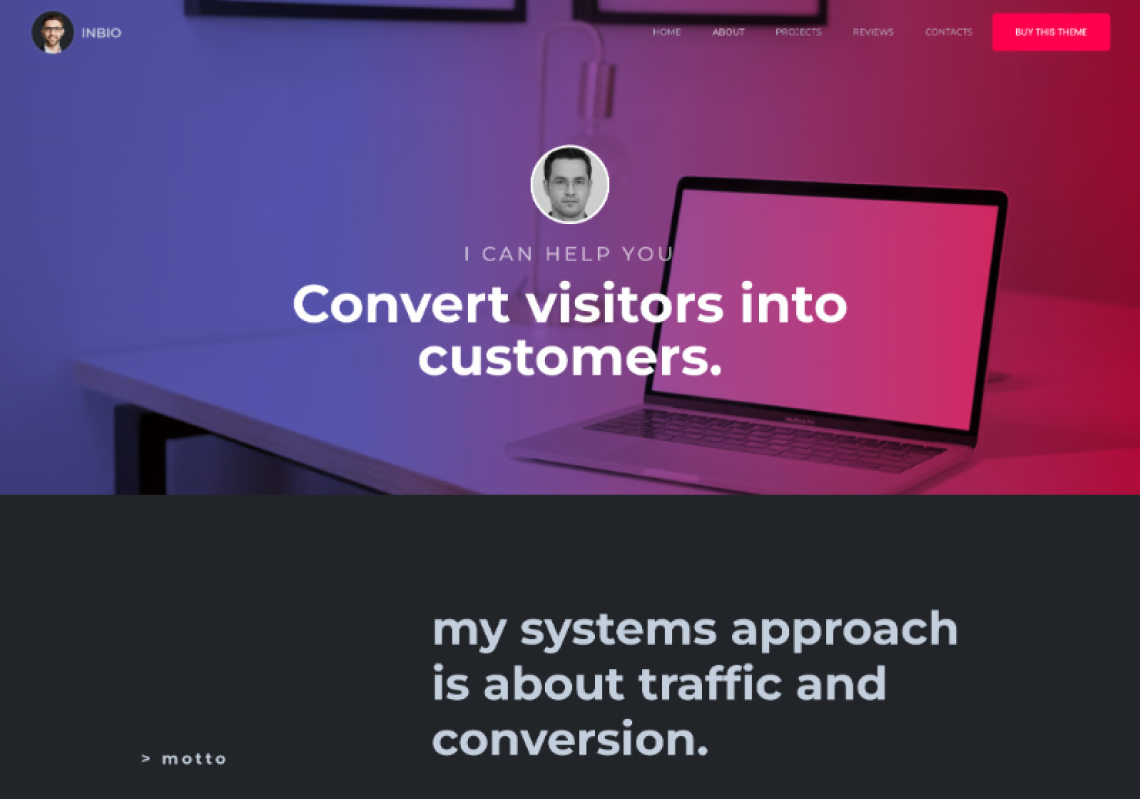 INBIO
HOME ABOUT PROJECTS REVIEWS CONTACTS BUY THIS THEME
I CAN HELP YOU
Convert visitors into
customers.
my systems approach
is about traffic and
conversion.
> motto